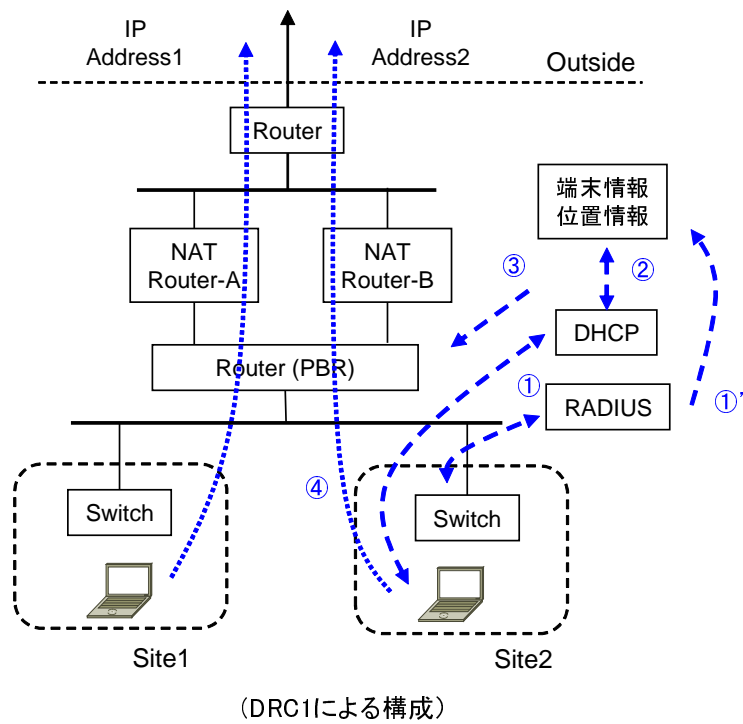 IP
Address1
IP
Address2
Outside
Router
端末情報
位置情報
NAT
Router-A
NAT
Router-B
③
②
DHCP
Router (PBR)
①
RADIUS
①’
④
Switch
Switch
Site1
Site2
(DRC1による構成)